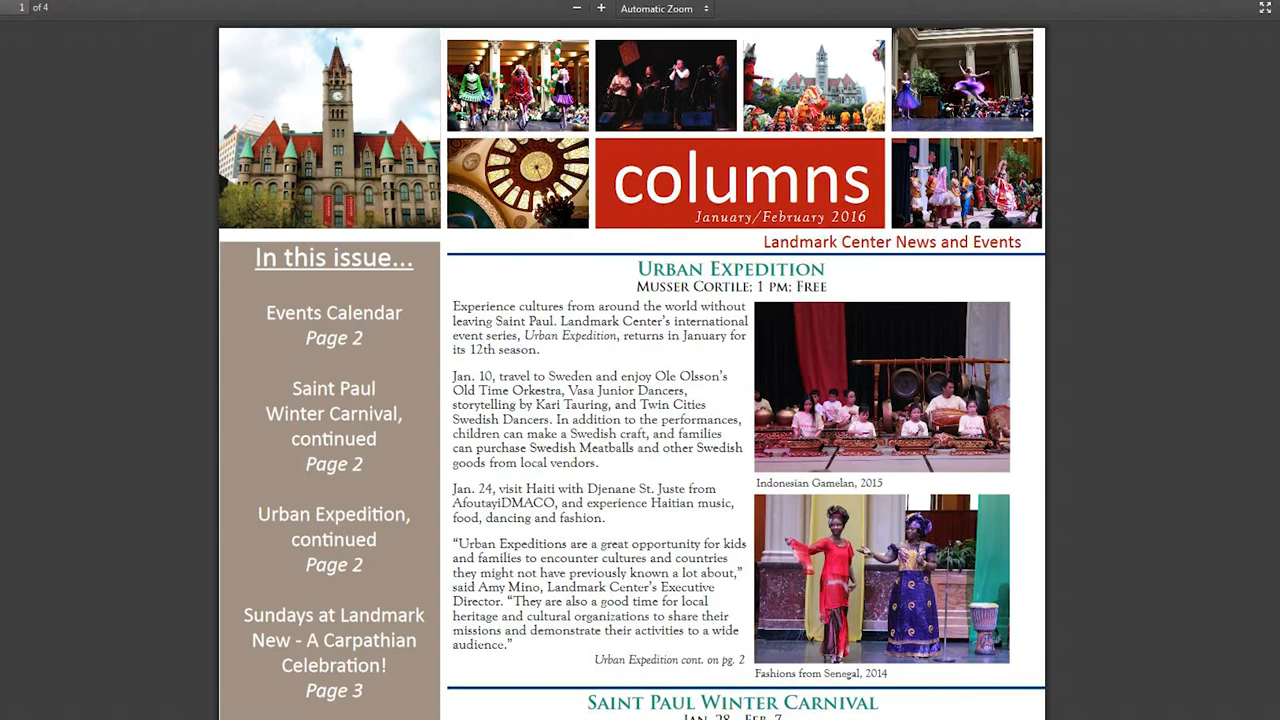 1 of 4
Automatic Zoom
columns
January/February 2016
Landmark Center News and Events
In this issue...
Events Calendar
Page 2
Saint Paul
Winter Carnival,
continued
Page 2
Urban Expedition,
continued
Page 2
Sundays at Landmark
New - A Carpathian
Celebration!
Page 3
Urban Expedition
Musser Cortile; 1 pm; Free
Experience cultures from around the world without
leaving Saint Paul. Landmark Center's international
event series, Urban Expedition, returns in January for
its 12th season.
Jan. 10, travel to Sweden and enjoy Ole Olsson's
Old Time Orkestra, Vasa Junior Dancers,
storytelling by Kari Tauring, and Twin Cities
Swedish Dancers. In addition to the performances,
children can make a Swedish craft, and families
can purchase Swedish Meatballs and other Swedish
goods from local vendors.
Jan. 24, visit Haiti with Djenane St. Juste from
AfoutayiDMACO, and experience Haitian music,
food, dancing and fashion.
“Urban Expeditions are a great opportunity for kids
and families to encounter cultures and countries
they might not have previously known a lot about,”
said Amy Mino, Landmark Center's Executive
Director. “They are also a good time for local
heritage and cultural organizations to share their
missions and demonstrate their activities to a wide
audience.”
Urban Expedition cont. on pg. 2
Indonesian Gamelan, 2015
Fashions from Senegal, 2014
Saint Paul Winter Carnival
Jan. 28 - Feb. 7